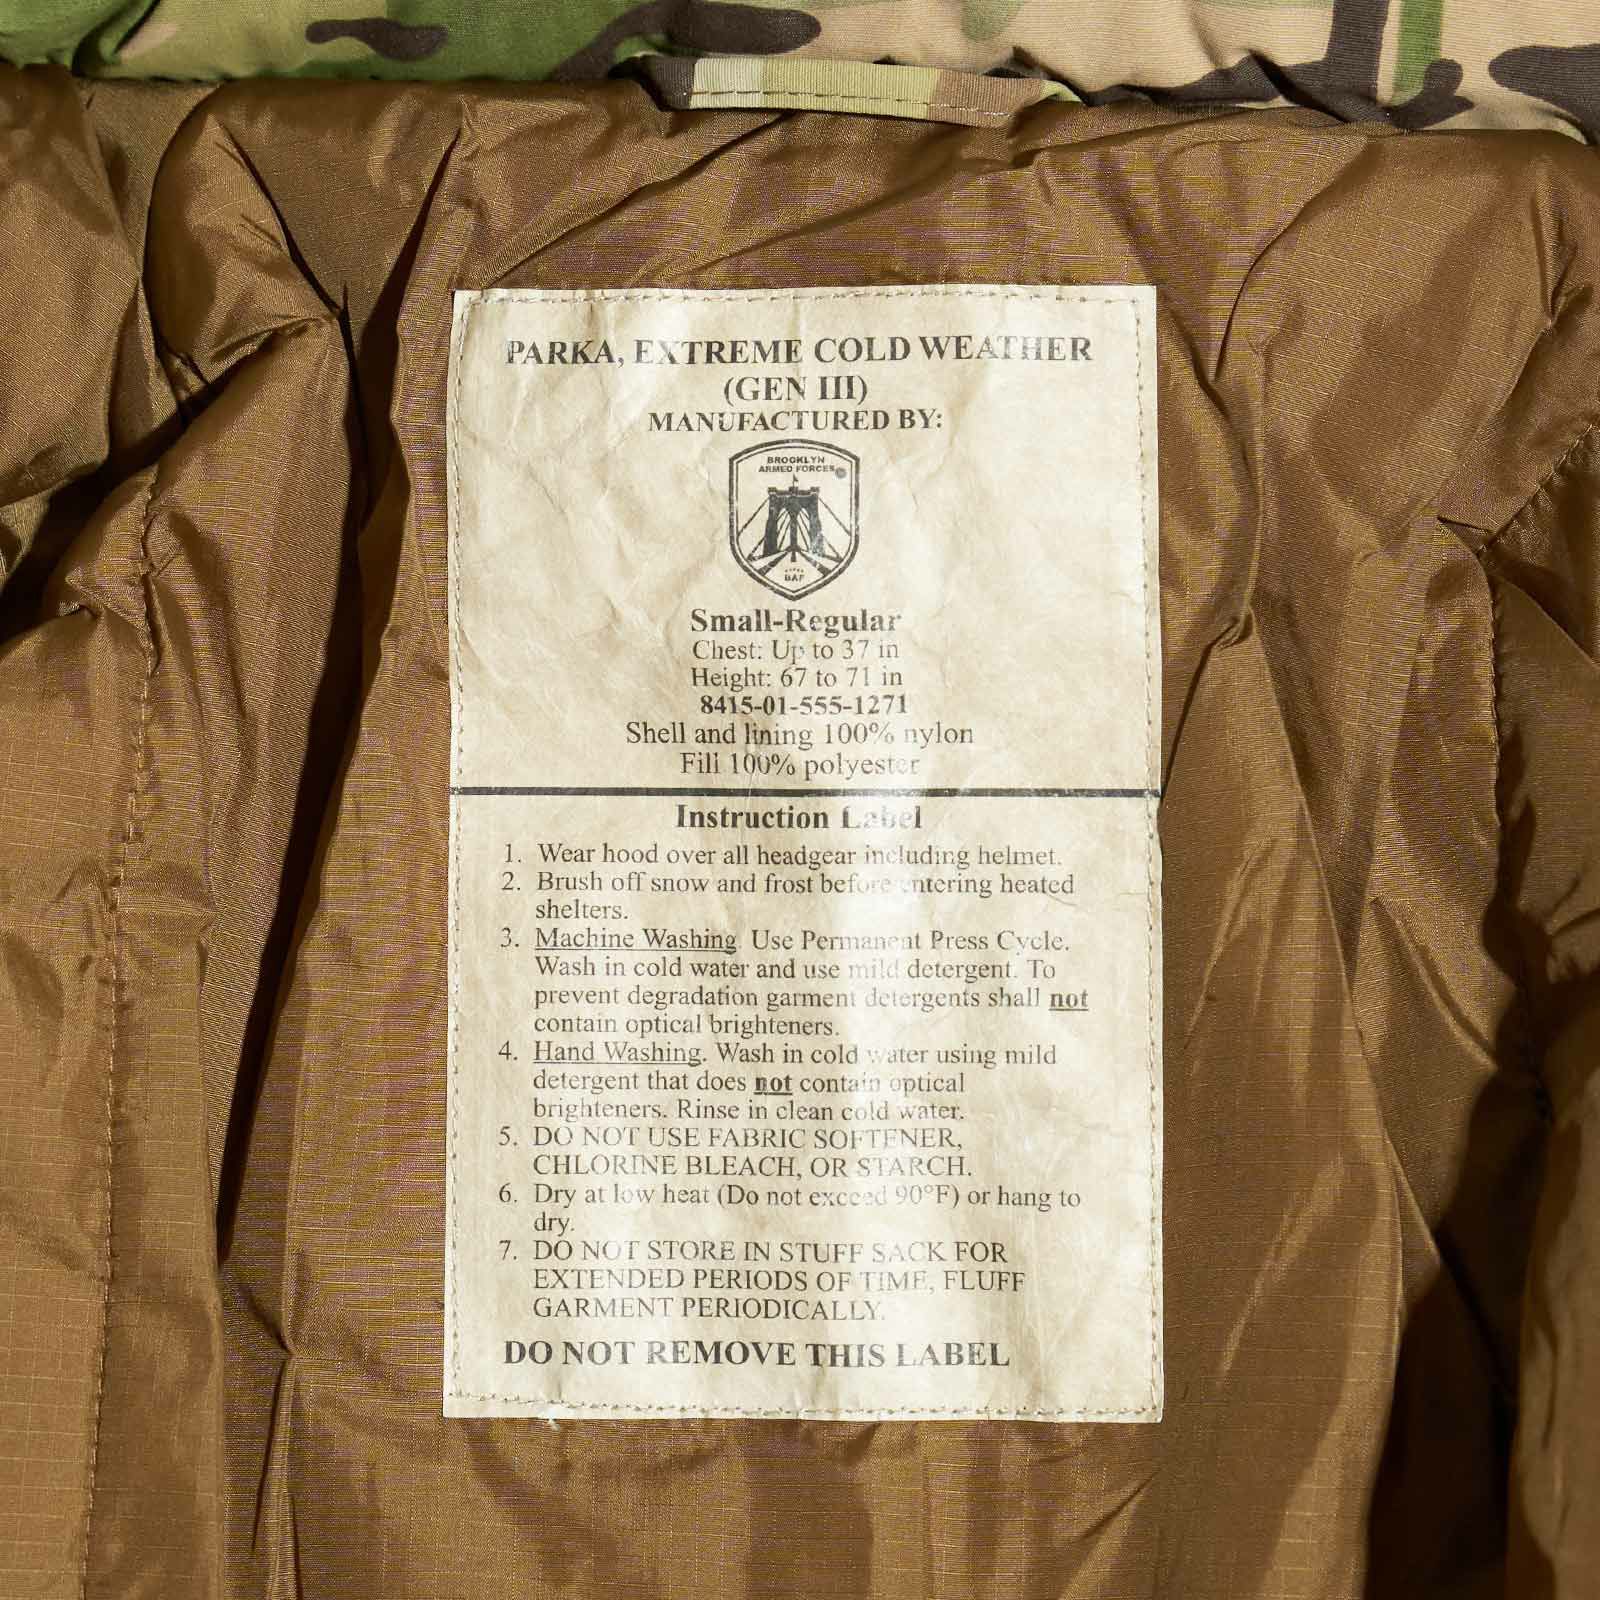 PARKA, EXTREME COLD WEATHER
(GEN III)
MANUFACTURED BY:
BROOKLYN
ARMED FORCES
BAF
Small-Regular
Chest: Up to 37 in
Height: 67 to 71 in
8415-01-555-1271
Shell and lining 100% nylon
Fill 100% polyester
Instruction Label
1. Wear hood over all headgear including helmet.
2. Brush off snow and frost before entering heated
shelters.
3. Machine Washing. Use Permanent Press Cycle.
Wash in cold water and use mild detergent. To
prevent degradation garment detergents shall not
contain optical brighteners.
4. Hand Washing. Wash in cold water using mild
detergent that does not contain optical
brighteners. Rinse in clean cold water.
5. DO NOT USE FABRIC SOFTENER,
CHLORINE BLEACH, OR STARCH.
6. Dry at low heat (Do not exceed 90°F) or hang to
dry.
7. DO NOT STORE IN STUFF SACK FOR
EXTENDED PERIODS OF TIME, FLUFF
GARMENT PERIODICALLY.
DO NOT REMOVE THIS LABEL